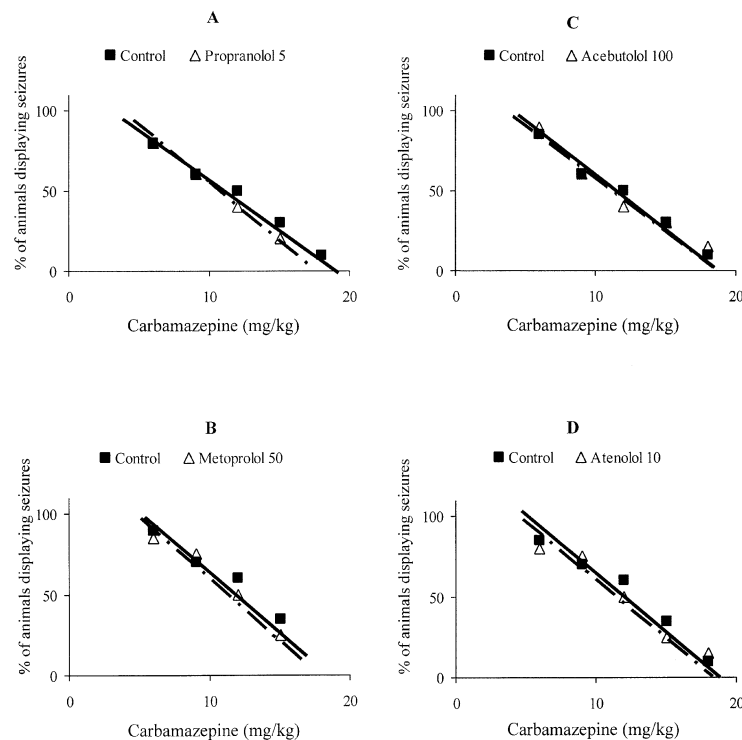 A
■ Control △ Propranolol 5
% of animals displaying seizures
100
50
0
0 10 20
Carbamazepine (mg/kg)
C
■ Control △ Acebutolol 100
% of animals displaying seizures
100
50
0
0 10 20
Carbamazepine (mg/kg)
B
■ Control △ Metoprolol 50
% of animals displaying seizures
100
50
0
0 10 20
Carbamazepine (mg/kg)
D
■ Control △ Atenolol 10
% of animals displaying seizures
100
50
0
0 10 20
Carbamazepine (mg/kg)